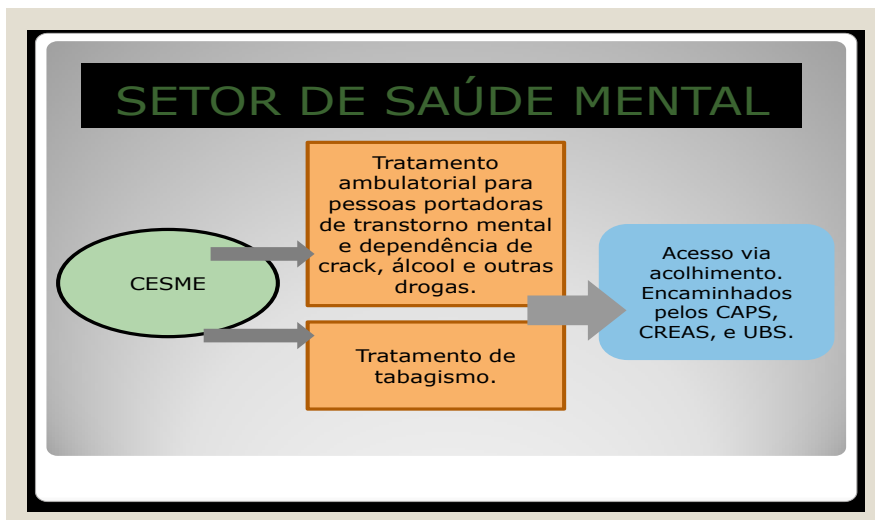 SETOR DE SAÚDE MENTAL
CESME
Tratamento
ambulatorial para
pessoas portadoras
de transtorno mental
e dependência de
crack, álcool e outras
drogas.
Tratamento de
tabagismo.
Acesso via
acolhimento.
Encaminhados
pelos CAPS,
CREAS, e UBS.